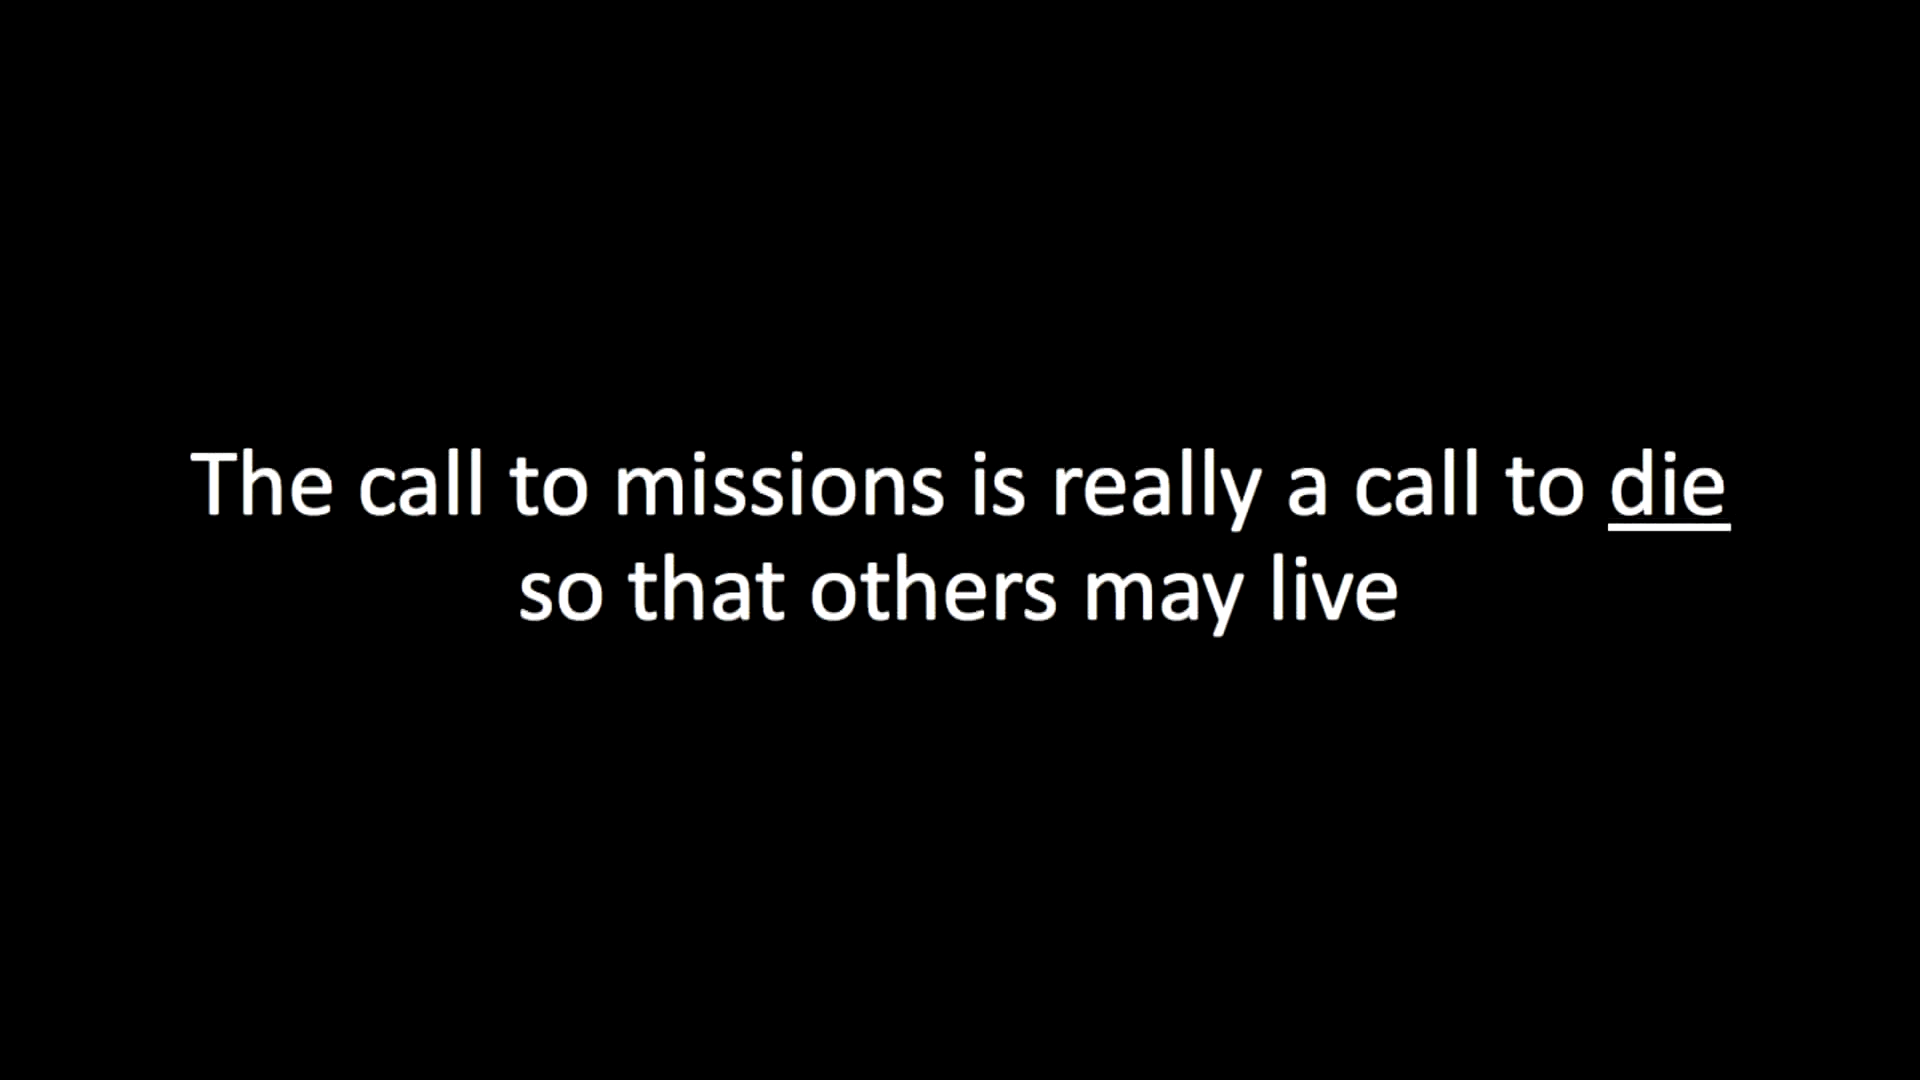 The call to missions is really a call to die
so that others may live